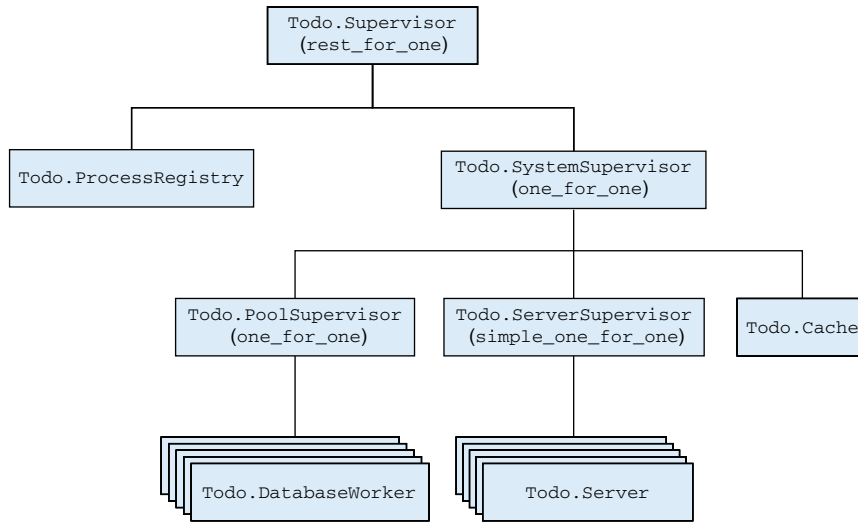 Todo.Supervisor
(rest_for_one)
Todo.ProcessRegistry
Todo.SystemSupervisor
(one_for_one)
Todo.PoolSupervisor
(one_for_one)
Todo.ServerSupervisor
(simple_one_for_one)
Todo.Cache
Todo.DatabaseWorker
Todo.Server